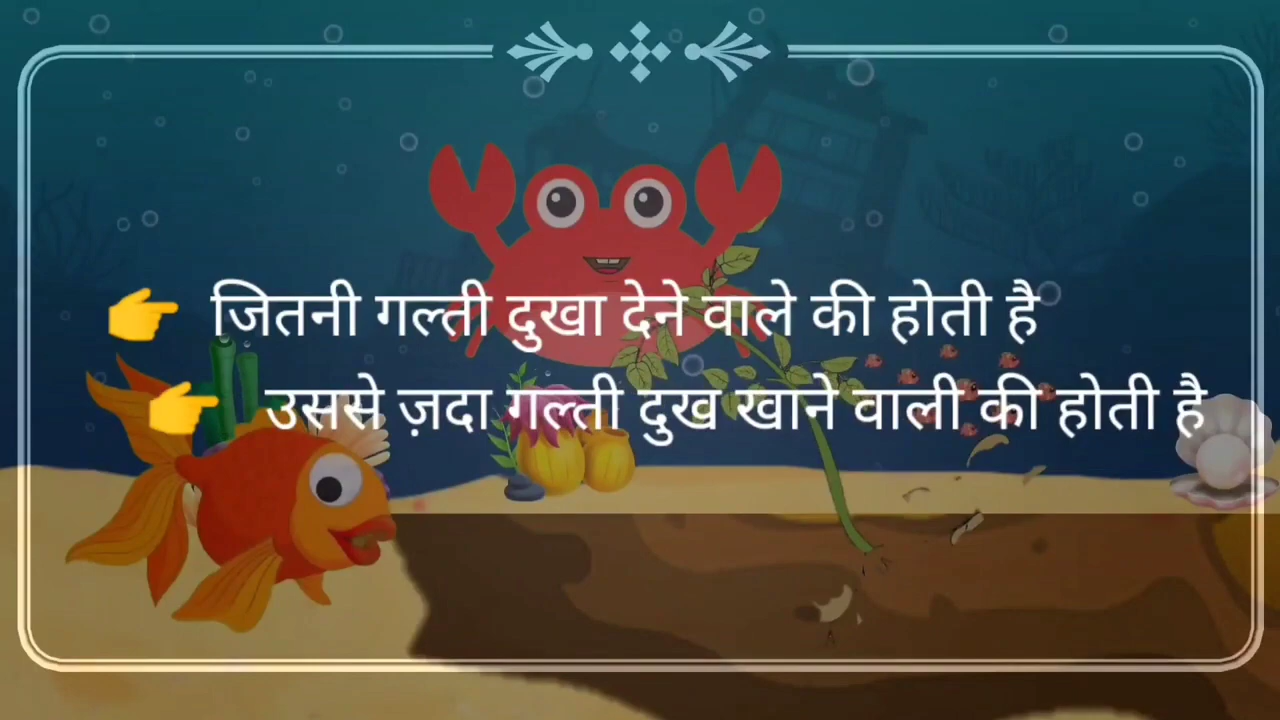 👉 जितनी गल्ती दुखा देने वाले की होती है
👉 उससे ज़दा गल्ती दुख खाने वाली की होती है